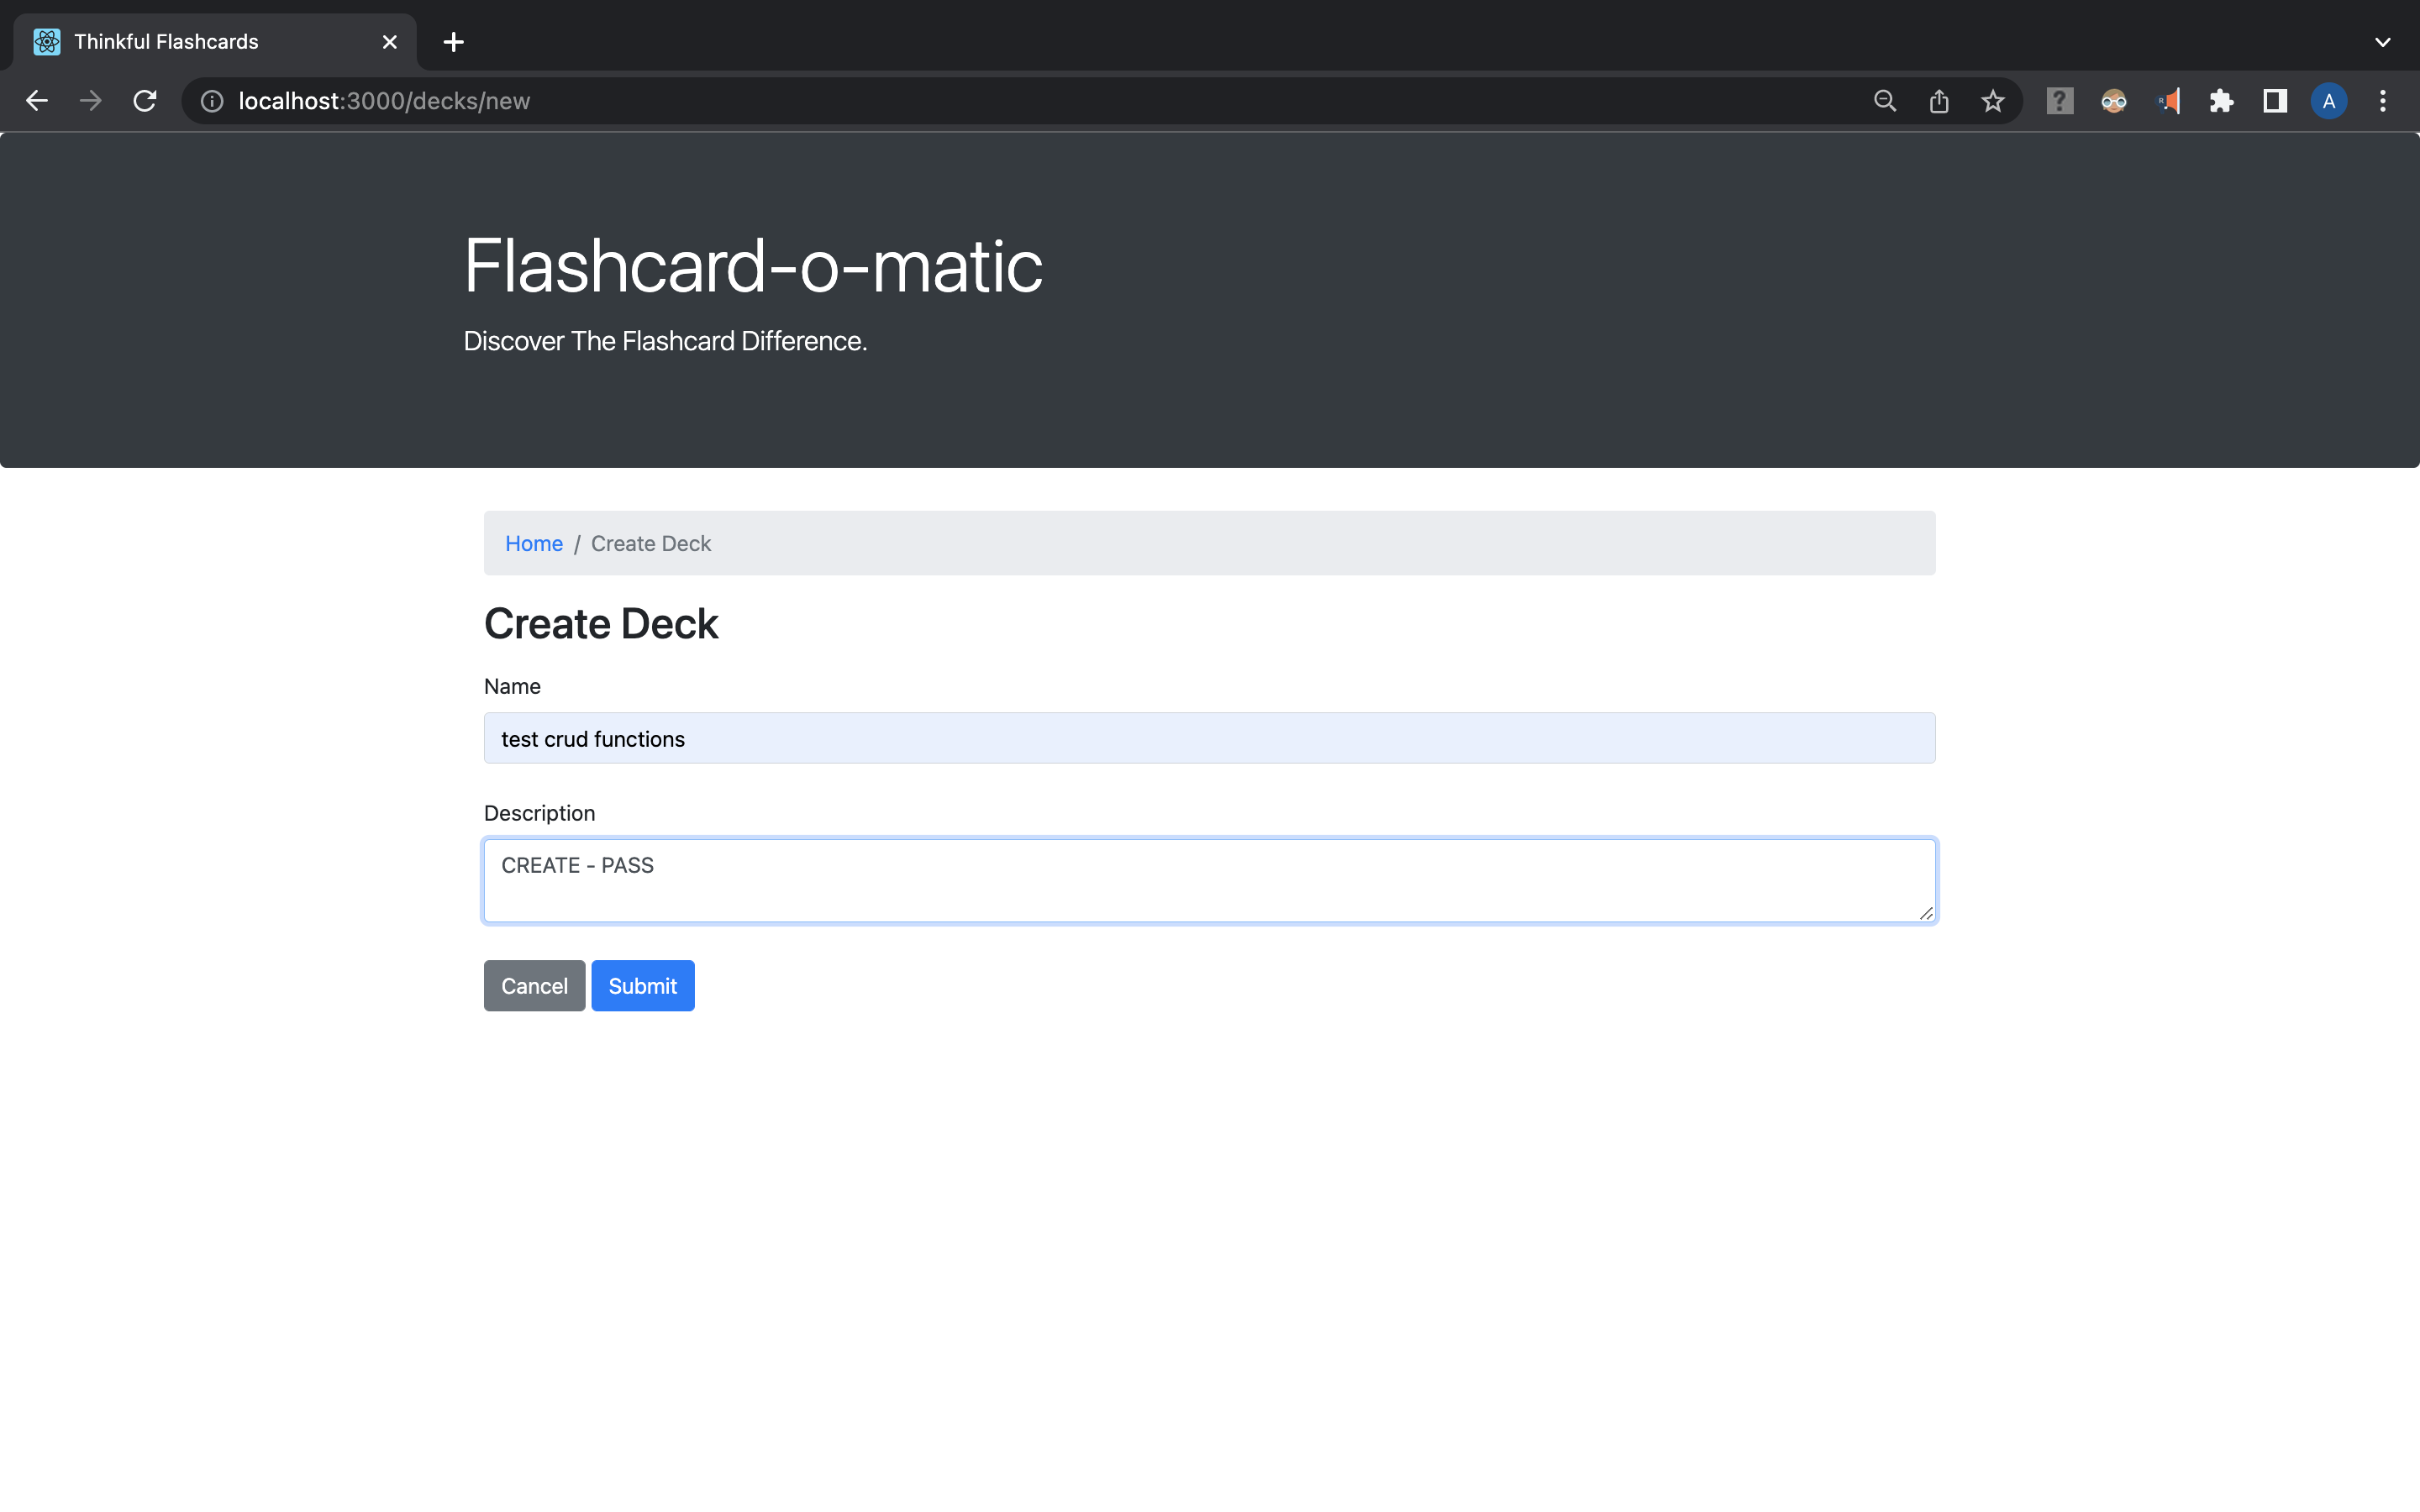 Thinkful Flashcards
localhost:3000/decks/new
A
Flashcard-o-matic
Discover The Flashcard Difference.
Home / Create Deck
Create Deck
Name
test crud functions
Description
CREATE - PASS
Cancel Submit